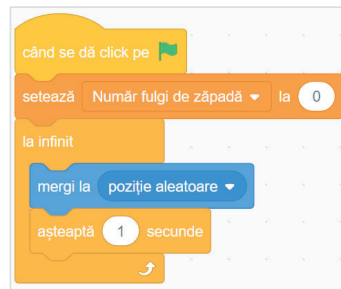 când se dă click pe
setează Număr fulgi de zăpadă la 0
la infinit
mergi la poziție aleatoare
așteaptă 1 secunde